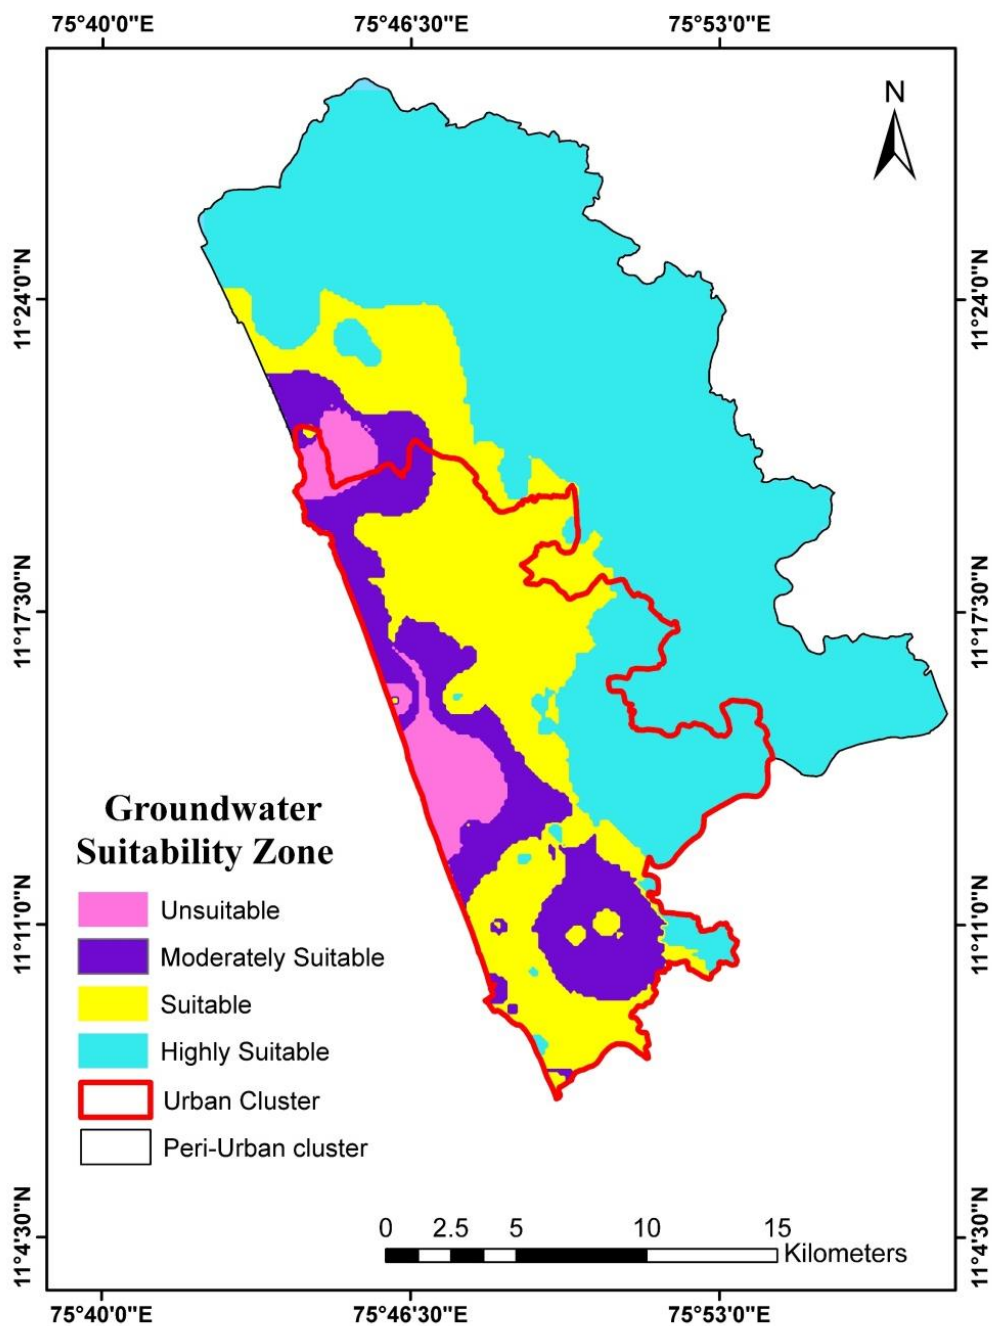 75°40'0"E 75°46'30"E 75°53'0"E
N
11°24'0"N 11°24'0"N
11°17'30"N 11°17'30"N
Groundwater
Suitability Zone
Unsuitable
11°11'0"N 11°11'0"N
Moderately Suitable
Suitable
Highly Suitable
Urban Cluster
Peri-Urban cluster
0 2.5 5 10 15
Kilometers
11°4'30"N 11°4'30"N
75°40'0"E 75°46'30"E 75°53'0"E